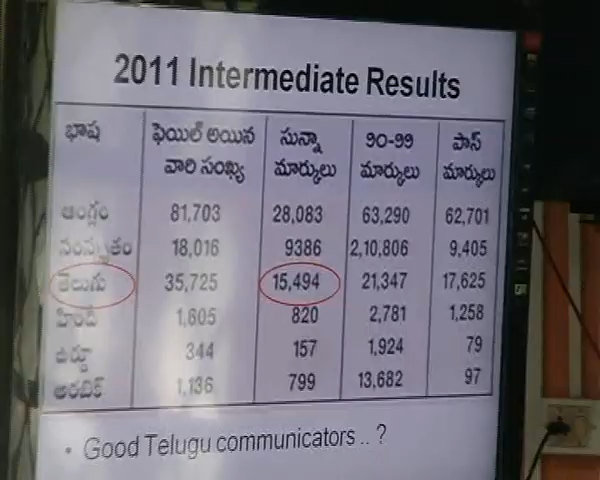 2011 Intermediate Results
భాష ఫెయిల్ అయిన వారి సంఖ్య సున్నా మార్కులు 90-99 మార్కులు పాస్ మార్కులు
ఆంగ్లం 81,703 28,083 63,290 62,701
సంస్కృతం 18,016 9386 2,10,806 9,405
తెలుగు 35,725 15,494 21,347 17,625
హిందీ 1,605 820 2,781 1,258
ఉర్దూ 344 157 1,924 79
అరబిక్ 1,136 799 13,682 97
• Good Telugu communicators .. ?